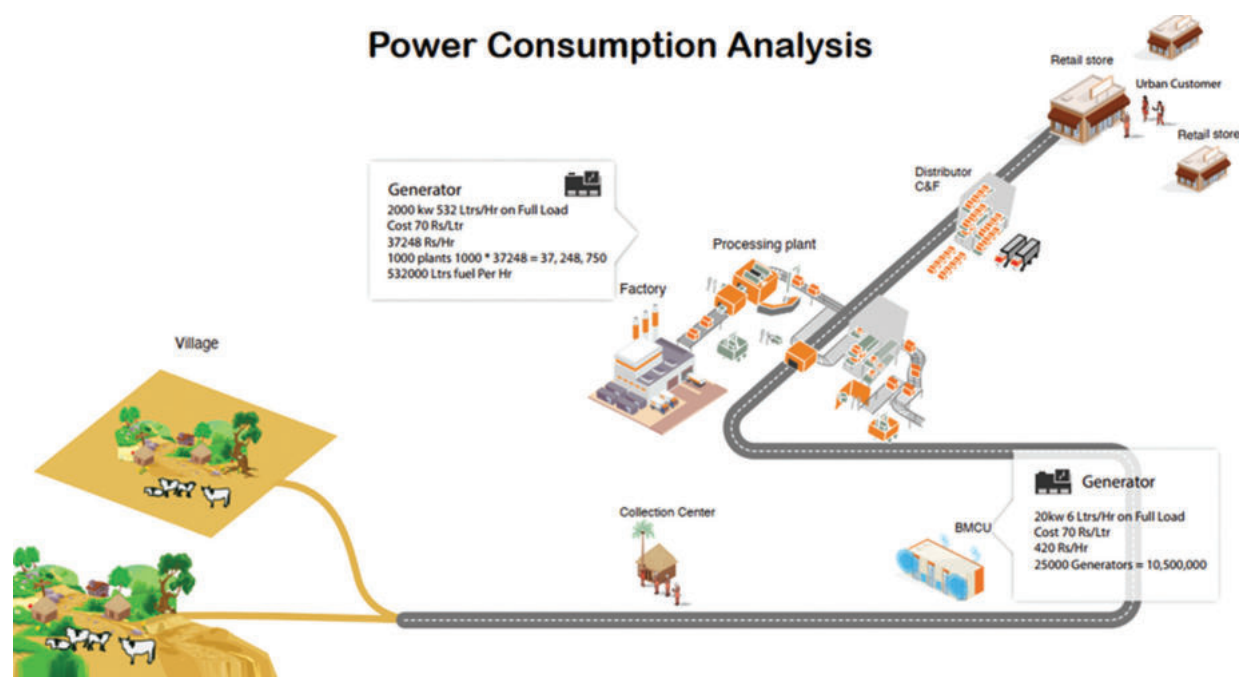 Power Consumption Analysis
Retail store
Urban Customer
Retail store
Distributor
C&F
Generator
2000 kw 532 Ltrs/Hr on Full Load
Cost 70 Rs/Ltr
37248 Rs/Hr
1000 plants 1000 * 37248 = 37, 248, 750
532000 Ltrs fuel Per Hr
Processing plant
Factory
Village
Collection Center
BMCU
Generator
20kw 6 Ltrs/Hr on Full Load
Cost 70 Rs/Ltr
420 Rs/Hr
25000 Generators = 10,500,000